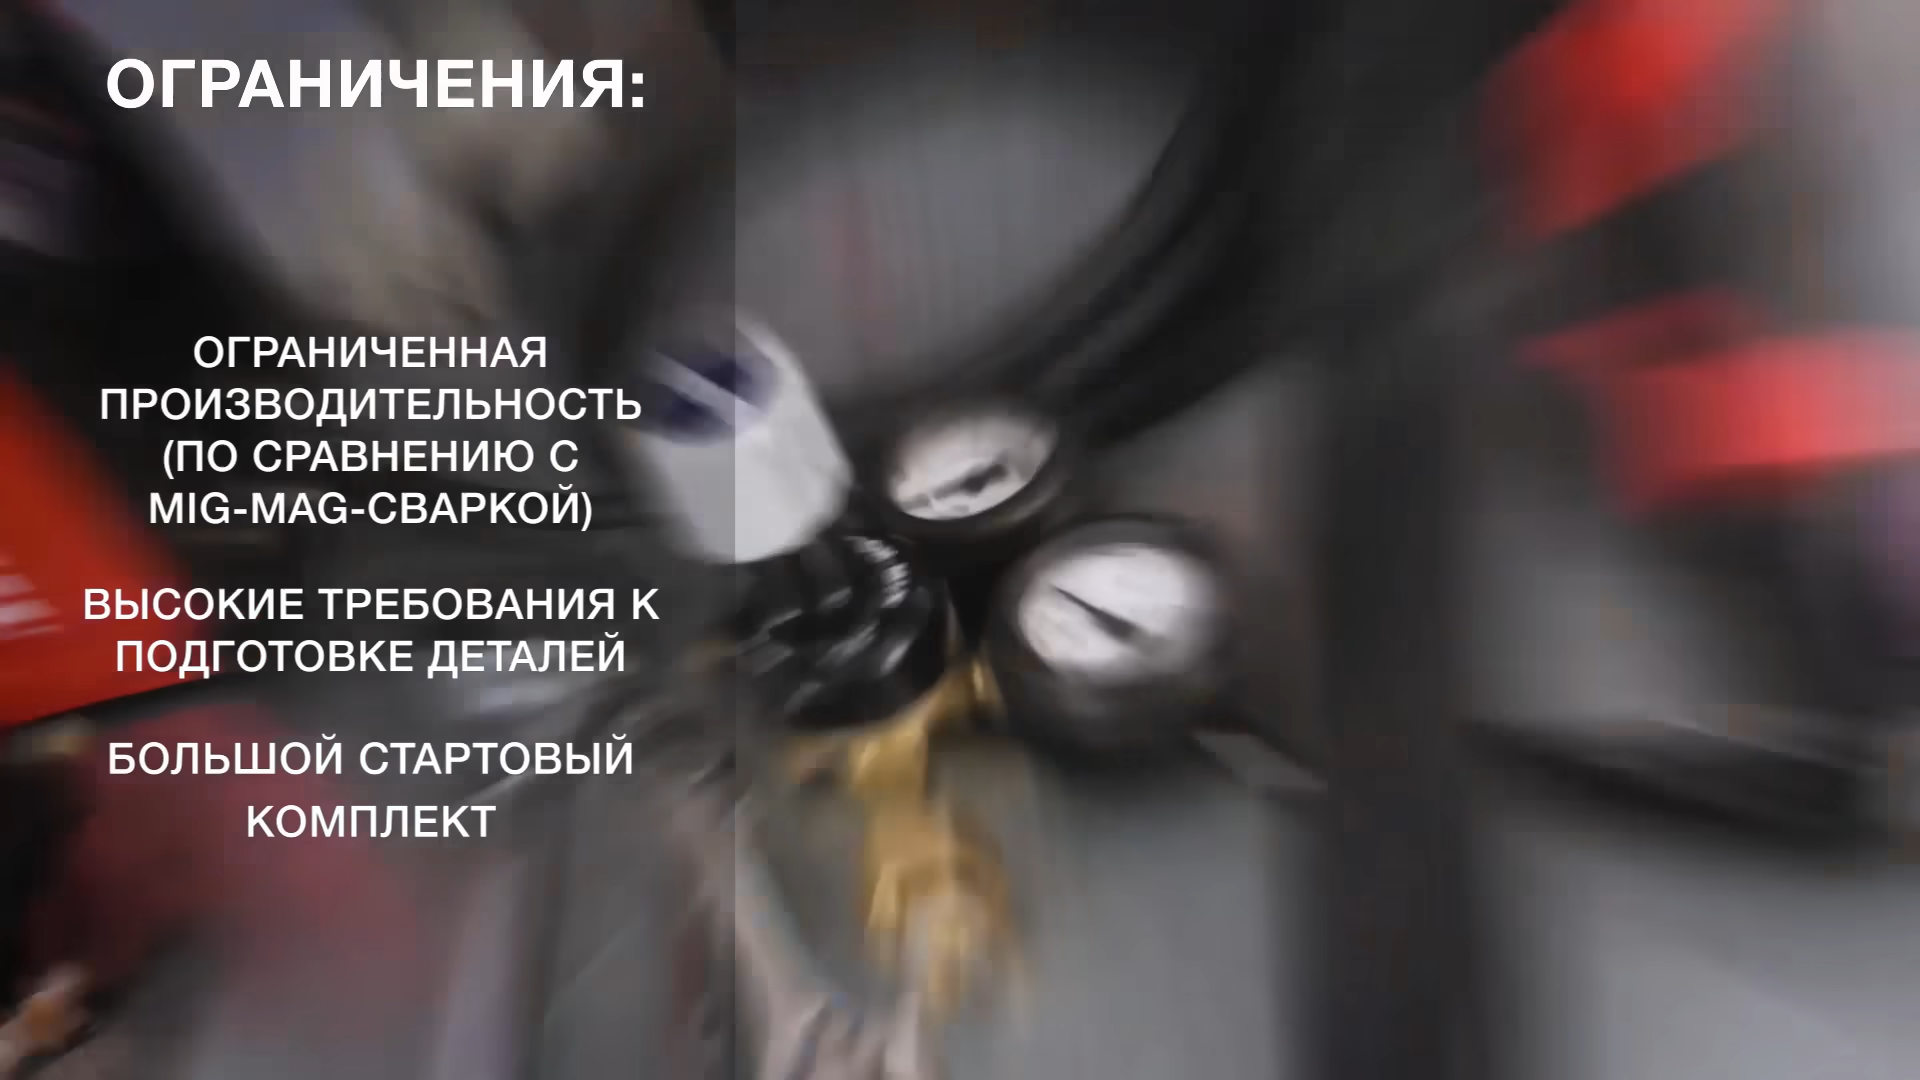 ОГРАНИЧЕНИЯ:
ОГРАНИЧЕННАЯ
ПРОИЗВОДИТЕЛЬНОСТЬ
(ПО СРАВНЕНИЮ С
MIG-MAG-СВАРКОЙ)
ВЫСОКИЕ ТРЕБОВАНИЯ К
ПОДГОТОВКЕ ДЕТАЛЕЙ
БОЛЬШОЙ СТАРТОВЫЙ
КОМПЛЕКТ